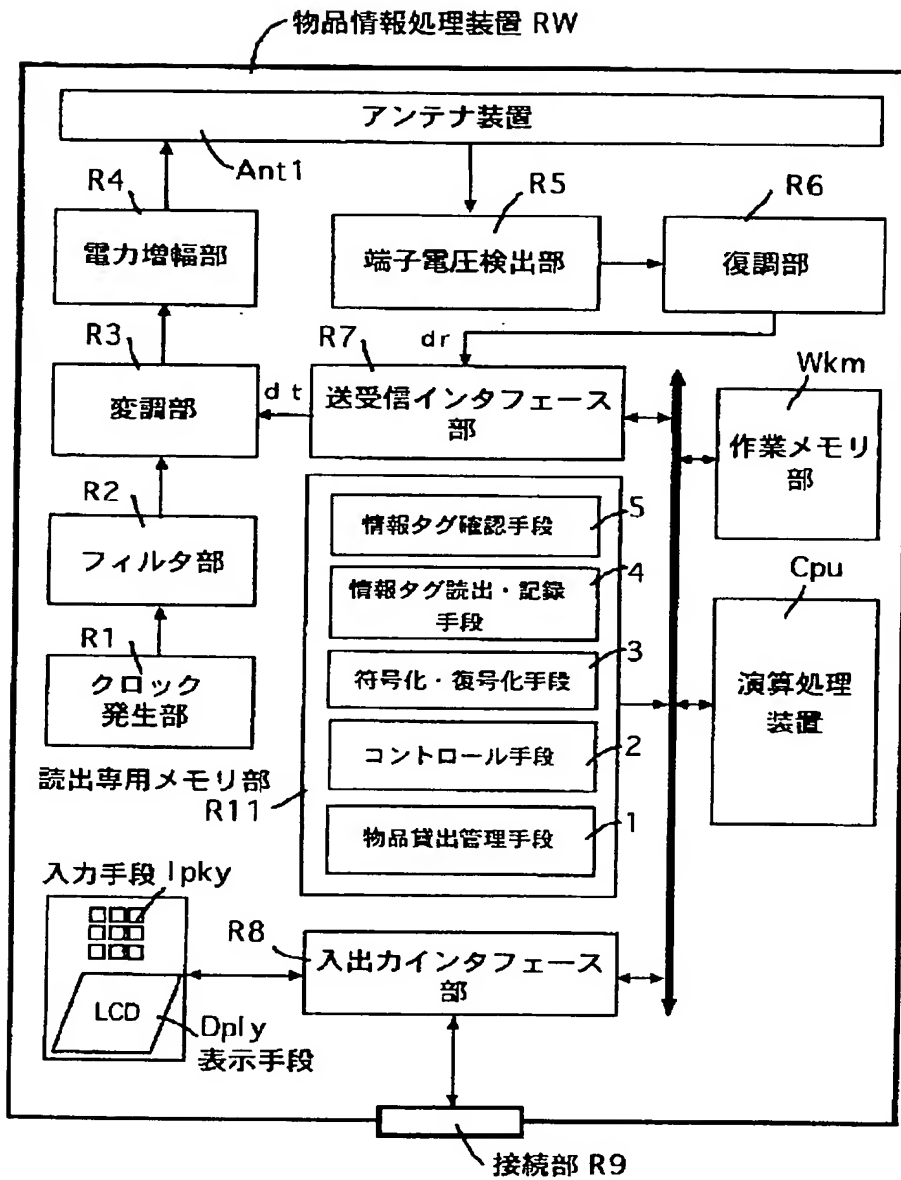 物品情報処理装置 RW
アンテナ装置
Ant1
R4
電力増幅部
R5
端子電圧検出部
R6
復調部
R3
変調部
dt
R7
dr
送受信インタフェース
部
Wkm
作業メモリ
部
R2
フィルタ部
R1
クロック
発生部
5
情報タグ確認手段
4
情報タグ読出・記録
手段
3
符号化・復号化手段
2
コントロール手段
1
物品貸出管理手段
Cpu
演算処理
装置
読出専用メモリ部
R11
入力手段 Ipky
LCD
Dply
表示手段
R8
入出力インタフェース
部
接続部 R9